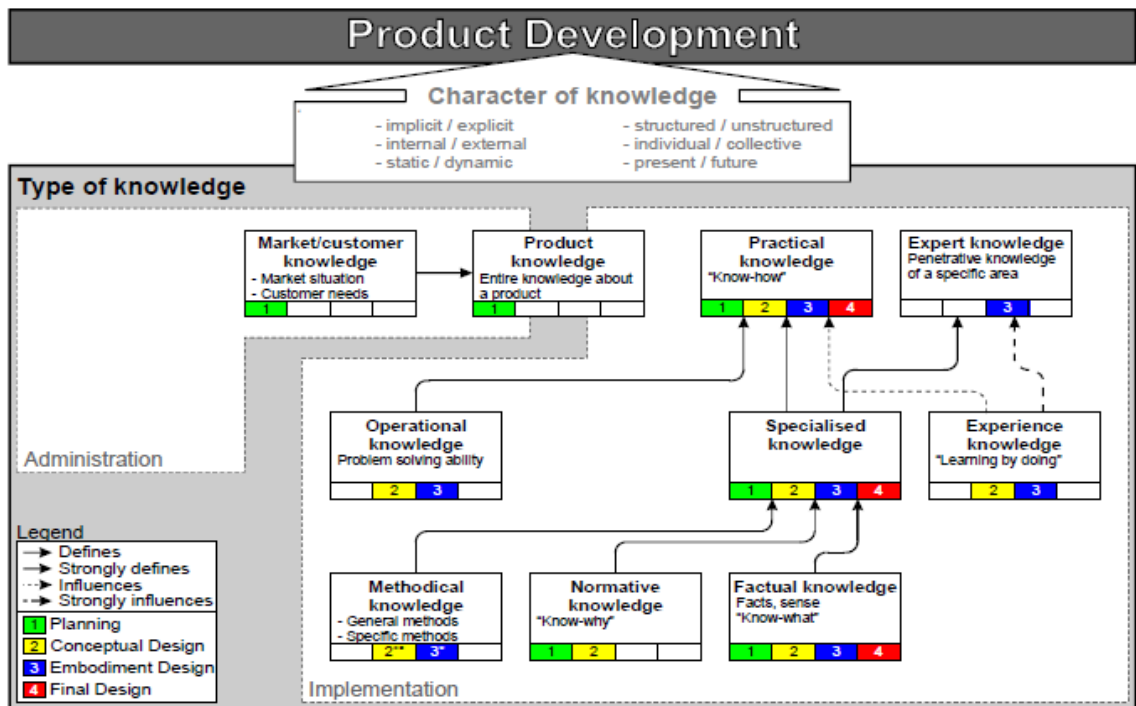 Product Development
Character of knowledge
- implicit / explicit
- internal / external
- static / dynamic
- structured / unstructured
- individual / collective
- present / future
Type of knowledge
Market/customer
knowledge
- Market situation
- Customer needs
1
Product
knowledge
Entire knowledge about
a product
1
Practical
knowledge
"Know-how"
1 2 3 4
Expert knowledge
Penetrative knowledge
of a specific area
3
Administration
Operational
knowledge
Problem solving ability
2 3
Specialised
knowledge
1 2 3 4
Experience
knowledge
"Learning by doing"
2 3
Methodical
knowledge
- General methods
- Specific methods
2** 3*
Normative
knowledge
"Know-why"
1 2
Factual knowledge
Facts, sense
"Know-what"
1 2 3 4
Implementation
Legend
Defines
Strongly defines
Influences
Strongly influences
1 Planning
2 Conceptual Design
3 Embodiment Design
4 Final Design